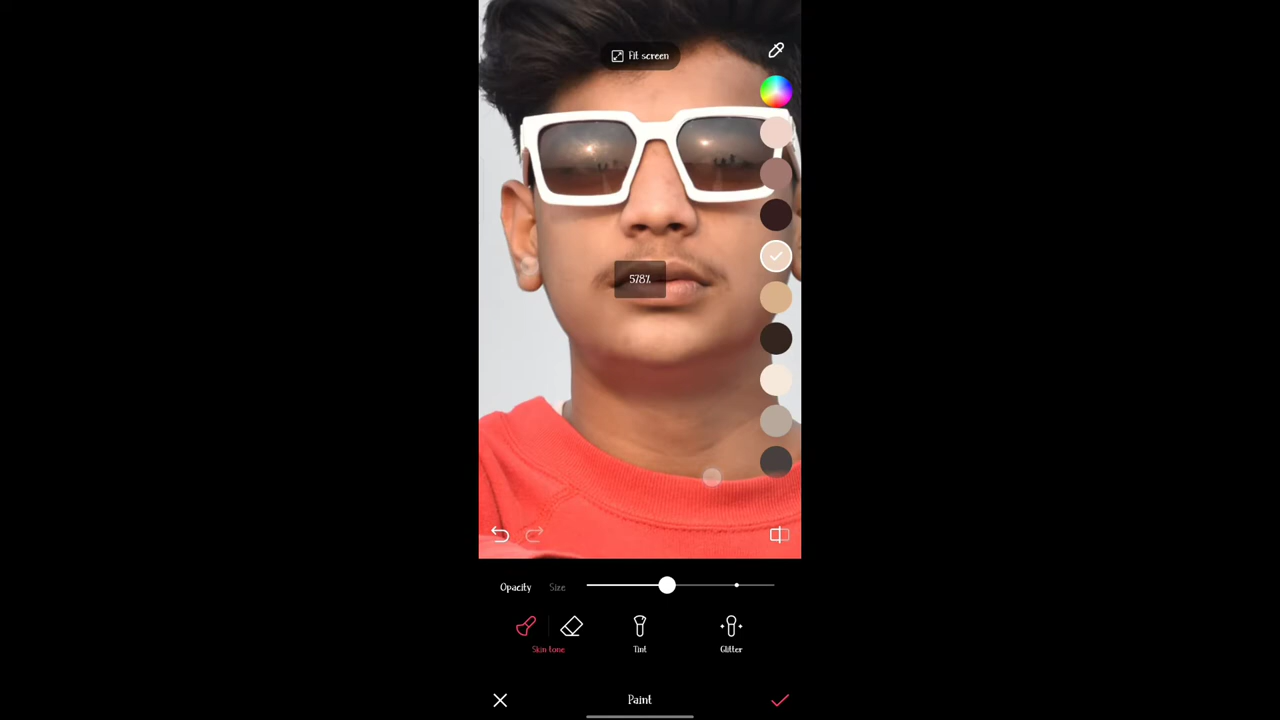 Fit screen
578%
Opacity
Size
Skin tone
Tint
Glitter
Paint